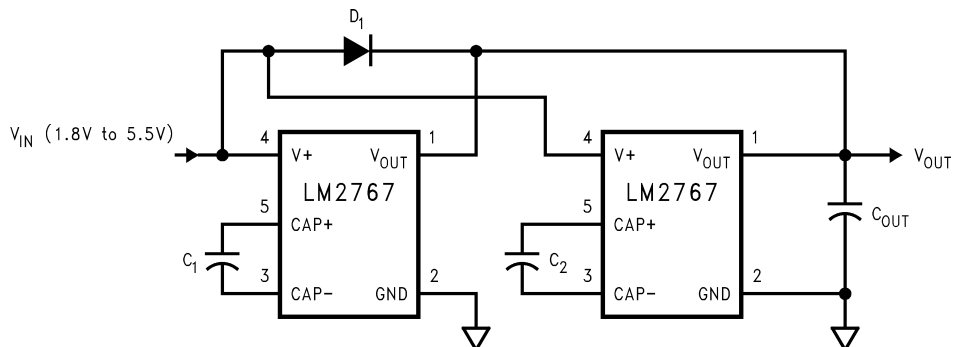 D1
VIN (1.8V to 5.5V)
4
V+
VOUT
1
LM2767
5
CAP+
C1
3
CAP−
GND
2
4
V+
VOUT
1
VOUT
LM2767
5
CAP+
C2
3
CAP−
GND
2
COUT